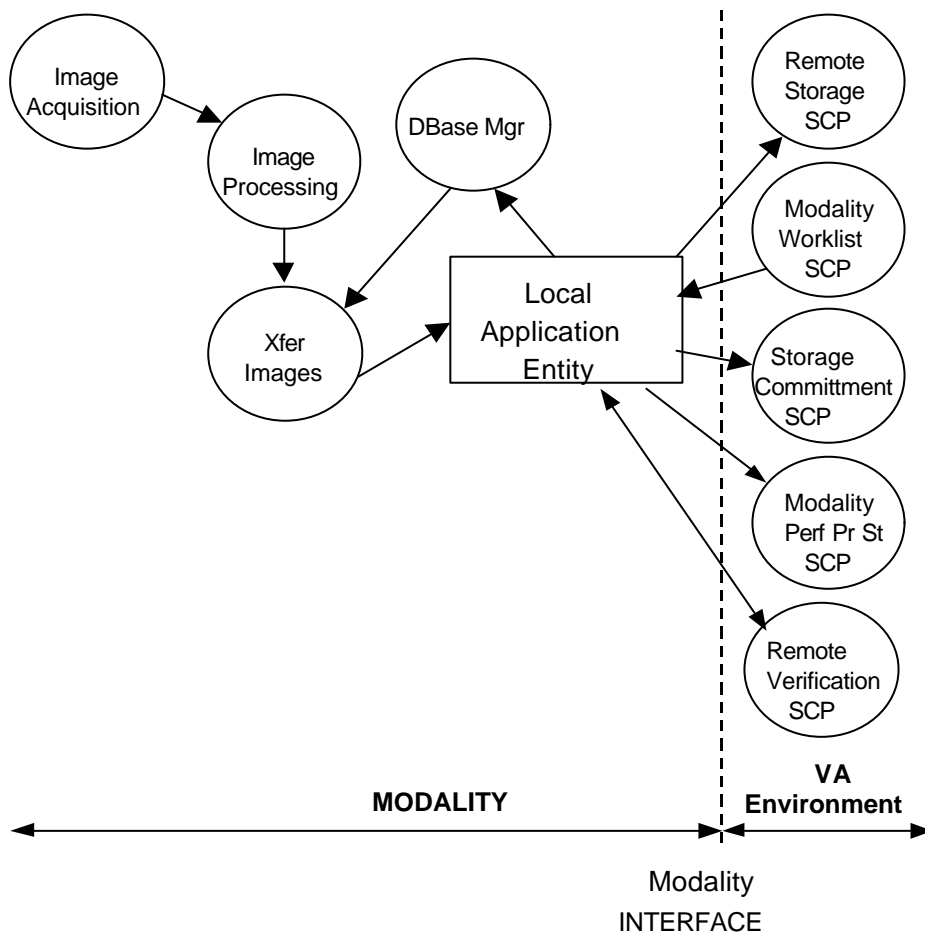 Image
Acquisition
Image
Processing
DBase Mgr
Xfer
Images
Local
Application
Entity
Remote
Storage
SCP
Modality
Worklist
SCP
Storage
Committment
SCP
Modality
Perf Pr St
SCP
Remote
Verification
SCP
MODALITY
VA
Environment
Modality
INTERFACE